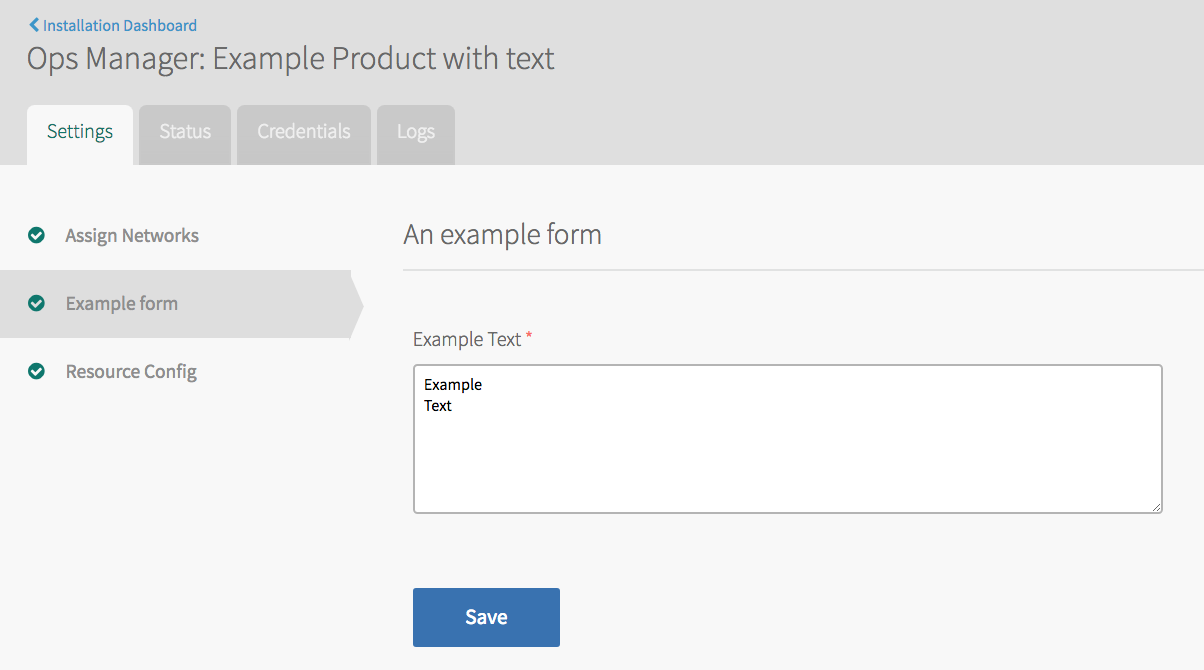 Installation Dashboard
Ops Manager: Example Product with text
Settings
Status
Credentials
Logs
Assign Networks
Example form
Resource Config
An example form
Example Text *
Example
Text
Save